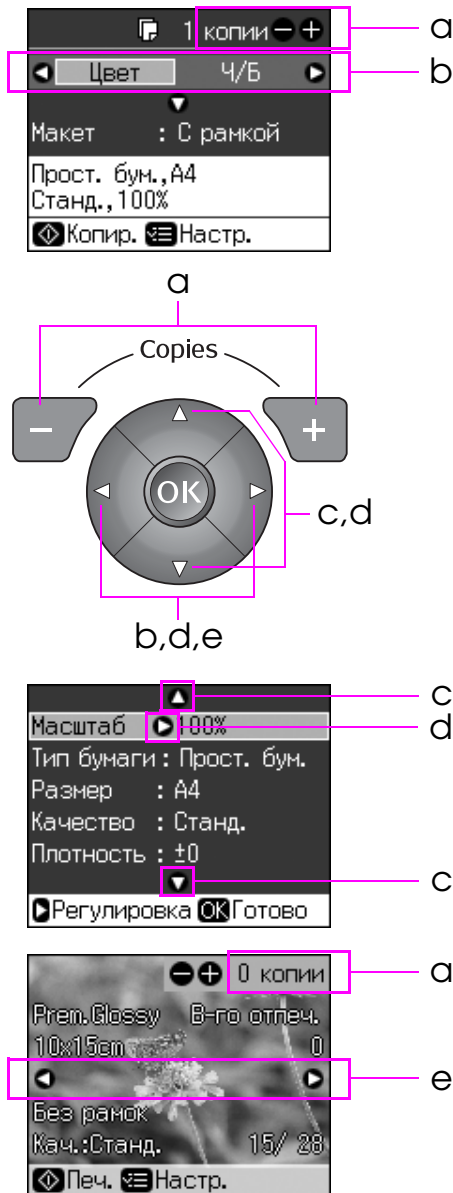 1 копии a
Цвет Ч/Б b
Макет : С рамкой
Прост. бум.,A4
Станд.,100%
Копир. Настр.
a
Copies
− +
OK
c,d
b,d,e
c
Масштаб 100% d
Тип бумаги : Прост. бум.
Размер : A4
Качество : Станд.
Плотность : ±0
c
Регулировка OK Готово
0 копии a
Prem.Glossy В-го отпеч.
10x15cm 0
e
Без рамок
Кач.:Станд. 15/ 28
Печ. Настр.